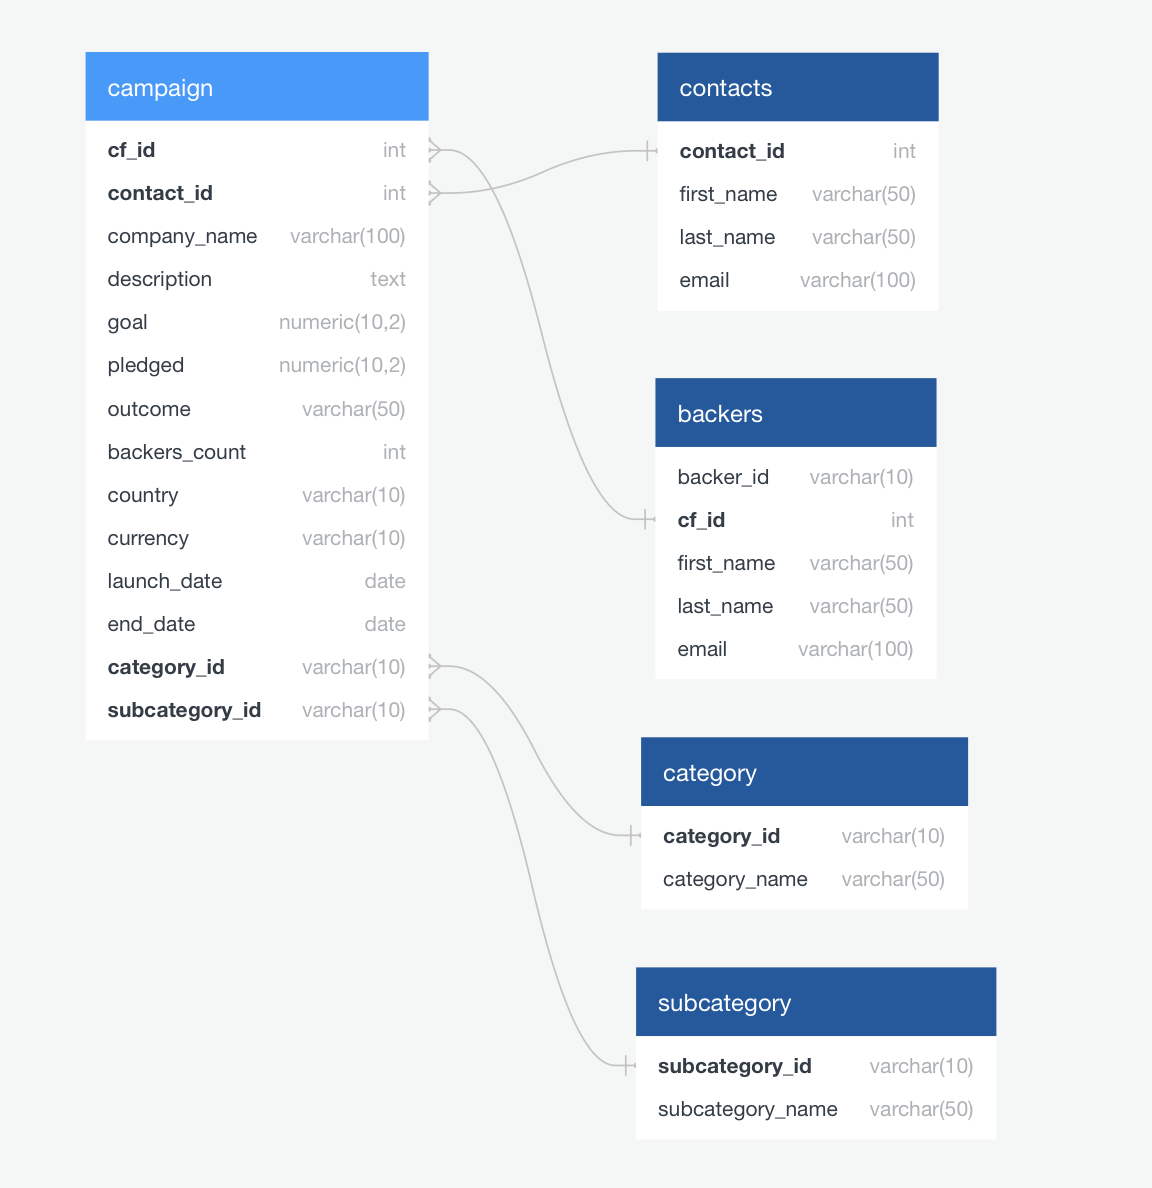 campaign
cf_id int
contact_id int
company_name varchar(100)
description text
goal numeric(10,2)
pledged numeric(10,2)
outcome varchar(50)
backers_count int
country varchar(10)
currency varchar(10)
launch_date date
end_date date
category_id varchar(10)
subcategory_id varchar(10)
contacts
contact_id int
first_name varchar(50)
last_name varchar(50)
email varchar(100)
backers
backer_id varchar(10)
cf_id int
first_name varchar(50)
last_name varchar(50)
email varchar(100)
category
category_id varchar(10)
category_name varchar(50)
subcategory
subcategory_id varchar(10)
subcategory_name varchar(50)